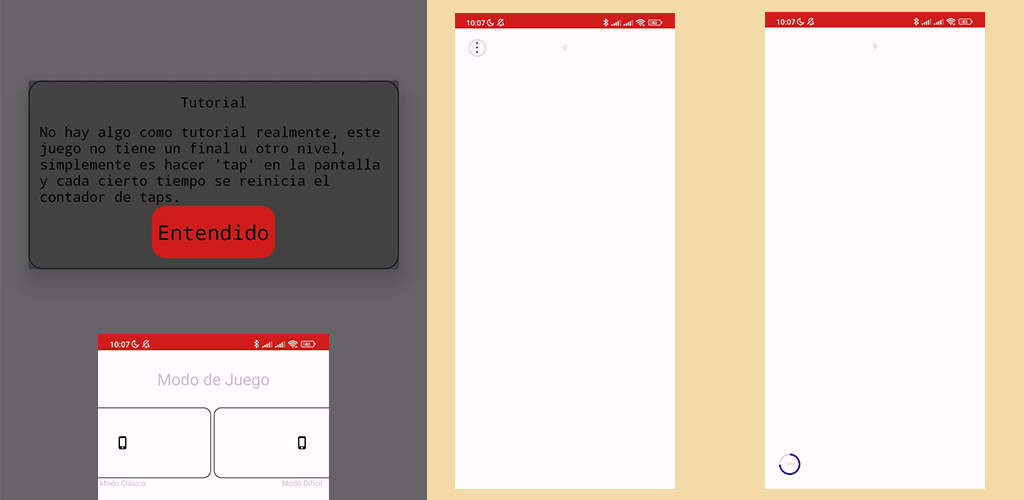 Tutorial
No hay algo como tutorial realmente, este
juego no tiene un final u otro nivel,
simplemente es hacer 'tap' en la pantalla
y cada cierto tiempo se reinicia el
contador de taps.
Entendido
10:07
Modo de Juego
Modo Clásico
Modo Difícil
10:07
0
10:07
9